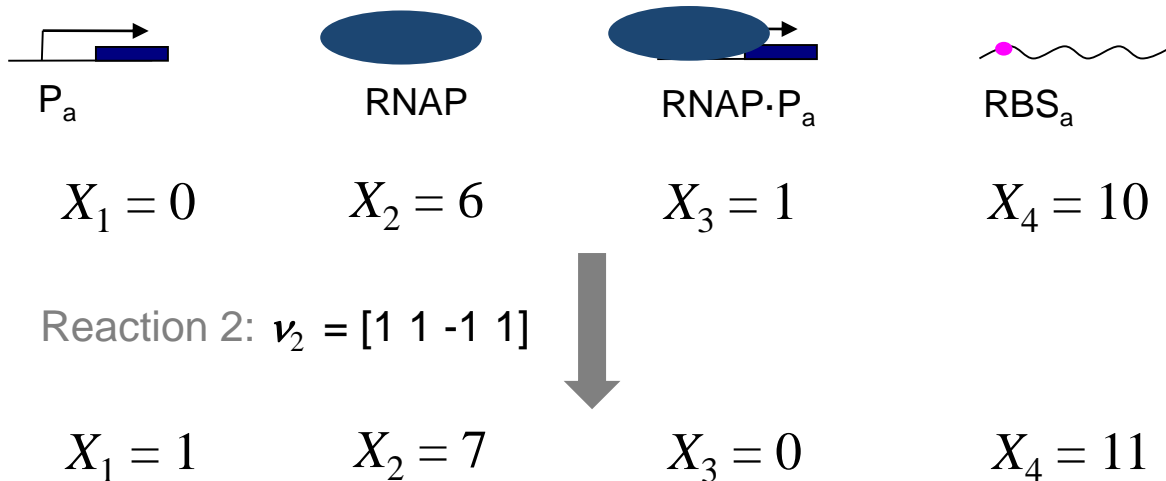 Pₐ RNAP RNAP·Pₐ RBSₐ
X₁ = 0 X₂ = 6 X₃ = 1 X₄ = 10
Reaction 2: ν₂ = [1 1 -1 1]
X₁ = 1 X₂ = 7 X₃ = 0 X₄ = 11